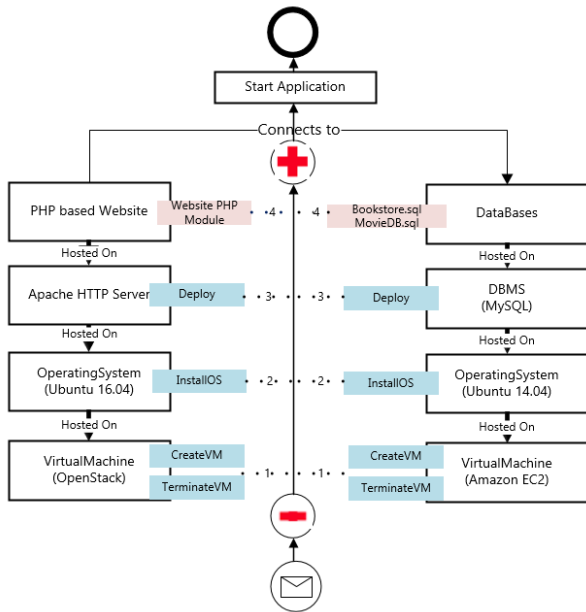 Start Application
Connects to
PHP based Website
Website PHP
Module
4
4
Bookstore.sql
MovieDB.sql
DataBases
Hosted On
Hosted On
Apache HTTP Server
Deploy
3
3
Deploy
DBMS
(MySQL)
Hosted On
Hosted On
OperatingSystem
(Ubuntu 16.04)
InstallOS
2
2
InstallOS
OperatingSystem
(Ubuntu 14.04)
Hosted On
Hosted On
VirtualMachine
(OpenStack)
CreateVM
TerminateVM
1
1
CreateVM
TerminateVM
VirtualMachine
(Amazon EC2)